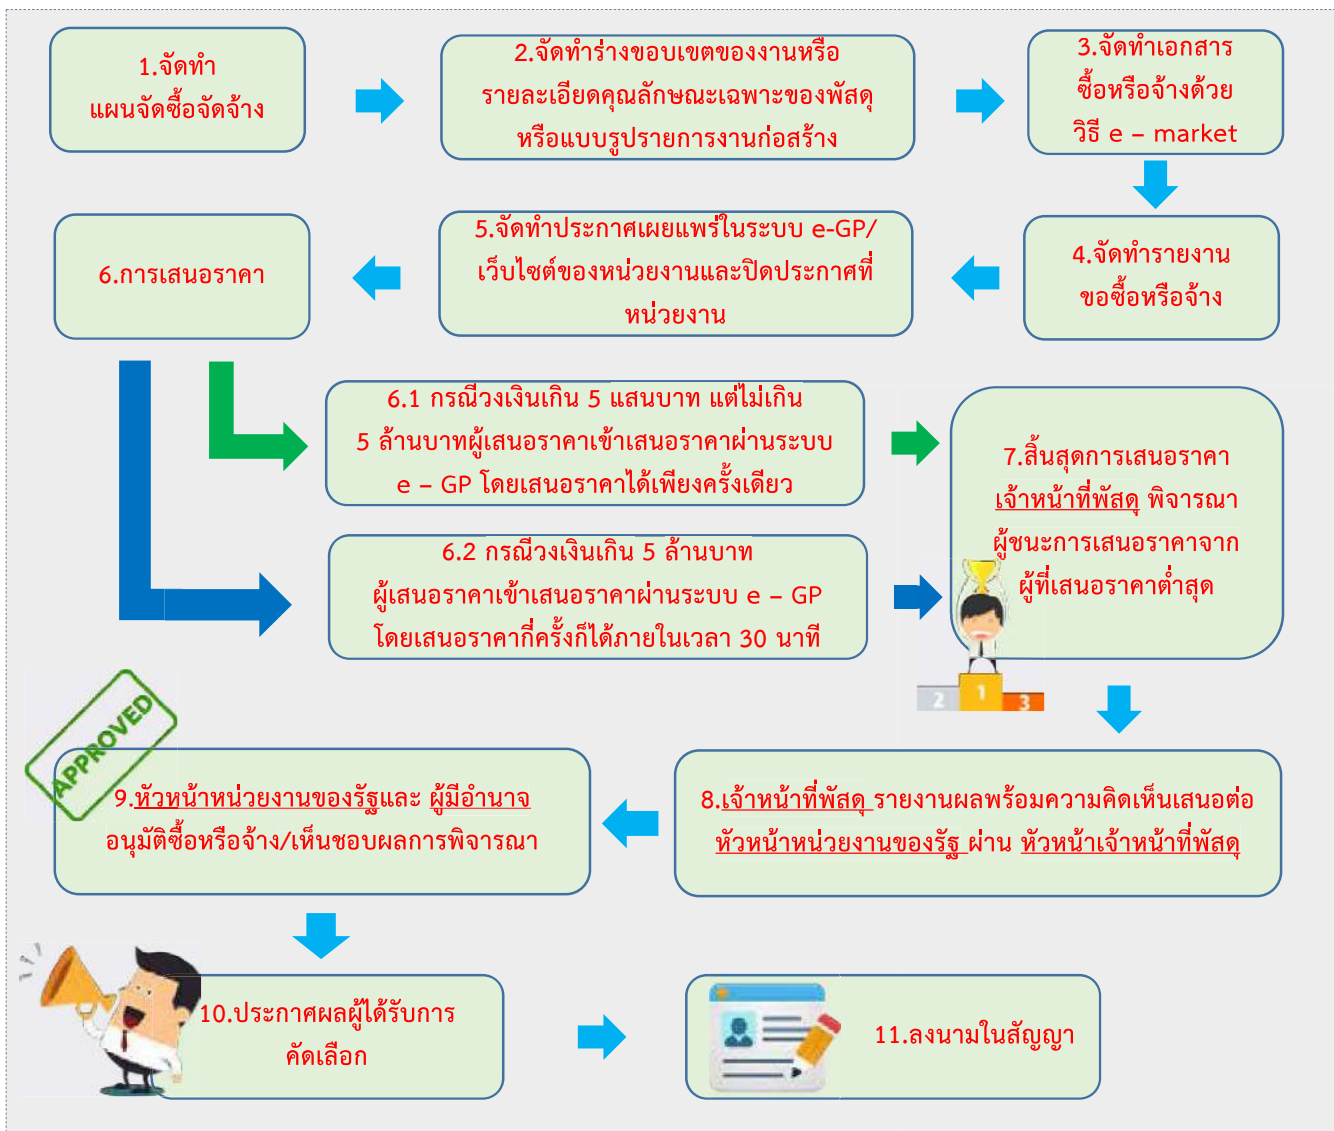 1.จัดทำ
แผนจัดซื้อจัดจ้าง
2.จัดทำร่างขอบเขตของงานหรือ
รายละเอียดคุณลักษณะเฉพาะของพัสดุ
หรือแบบรูปรายการงานก่อสร้าง
3.จัดทำเอกสาร
ซื้อหรือจ้างด้วย
วิธี e – market
4.จัดทำรายงาน
ขอซื้อหรือจ้าง
5.จัดทำประกาศเผยแพร่ในระบบ e-GP/
เว็บไซต์ของหน่วยงานและปิดประกาศที่
หน่วยงาน
6.การเสนอราคา
6.1 กรณีวงเงินเกิน 5 แสนบาท แต่ไม่เกิน
5 ล้านบาทผู้เสนอราคาเข้าเสนอราคาผ่านระบบ
e – GP โดยเสนอราคาได้เพียงครั้งเดียว
6.2 กรณีวงเงินเกิน 5 ล้านบาท
ผู้เสนอราคาเข้าเสนอราคาผ่านระบบ e – GP
โดยเสนอราคากี่ครั้งก็ได้ภายในเวลา 30 นาที
7.สิ้นสุดการเสนอราคา
เจ้าหน้าที่พัสดุ พิจารณา
ผู้ชนะการเสนอราคาจาก
ผู้ที่เสนอราคาต่ำสุด
2 1 3
8.เจ้าหน้าที่พัสดุ รายงานผลพร้อมความคิดเห็นเสนอต่อ
หัวหน้าหน่วยงานของรัฐ ผ่าน หัวหน้าเจ้าหน้าที่พัสดุ
APPROVED
9.หัวหน้าหน่วยงานของรัฐและ ผู้มีอำนาจ
อนุมัติซื้อหรือจ้าง/เห็นชอบผลการพิจารณา
10.ประกาศผลผู้ได้รับการ
คัดเลือก
11.ลงนามในสัญญา